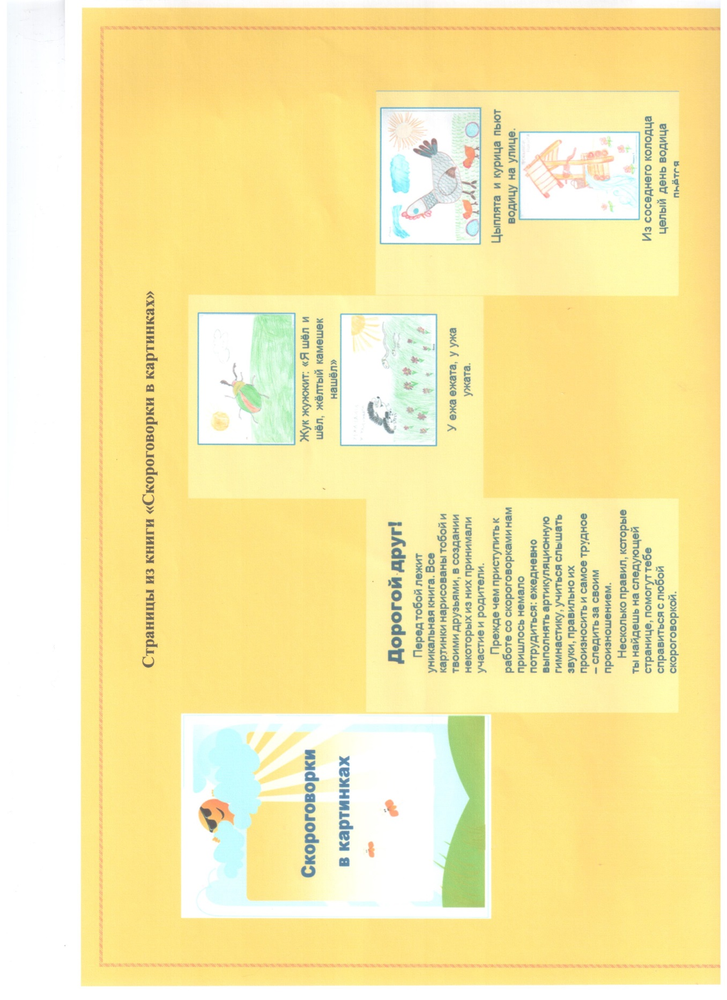 Страницы из книги «Скороговорки в картинках»
Скороговорки
в картинках
Дорогой друг!
Перед тобой лежит
уникальная книга. Все
картинки нарисованы тобой и
твоими друзьями, в создании
некоторых из них принимали
участие и родители.
Прежде чем приступить к
работе со скороговорками нам
пришлось немало
потрудиться: ежедневно
выполнять артикуляционную
гимнастику, учиться слышать
звуки, правильно их
произносить и самое трудное
– следить за своим
произношением.
Несколько правил, которые
ты найдешь на следующей
странице, помогут тебе
справиться с любой
скороговоркой.
Жук жужжит: «Я шёл и
шёл, жёлтый камешек
нашёл»
У ежа ежата, у ужа
ужата.
Цыплята и курица пьют
водицу на улице.
Из соседнего колодца
целый день водица
льётся